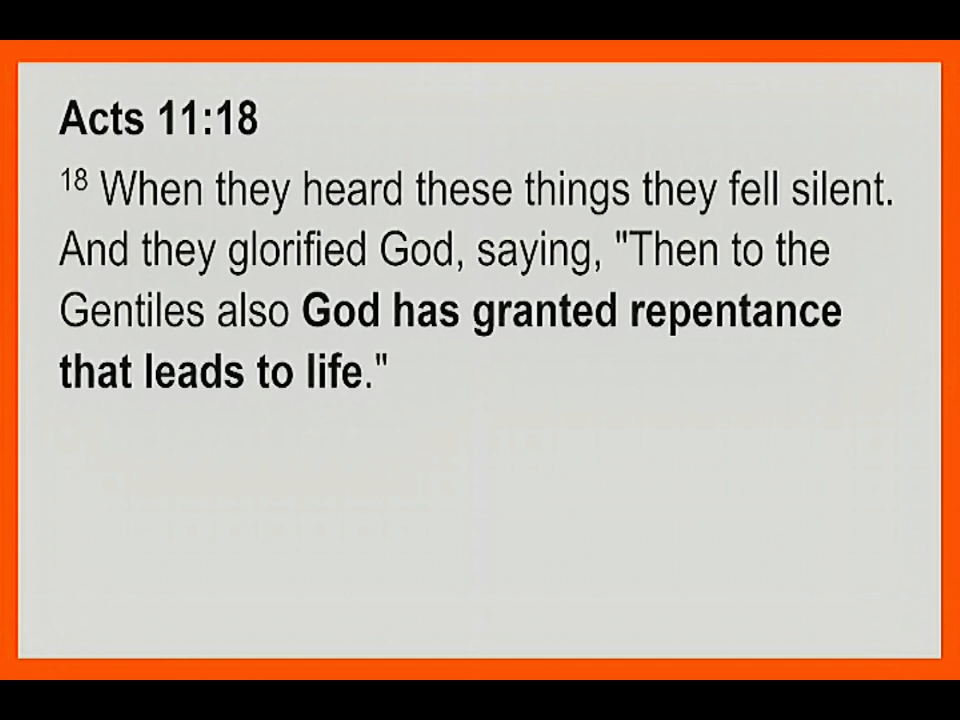 Acts 11:18
18 When they heard these things they fell silent.
And they glorified God, saying, "Then to the
Gentiles also God has granted repentance
that leads to life."